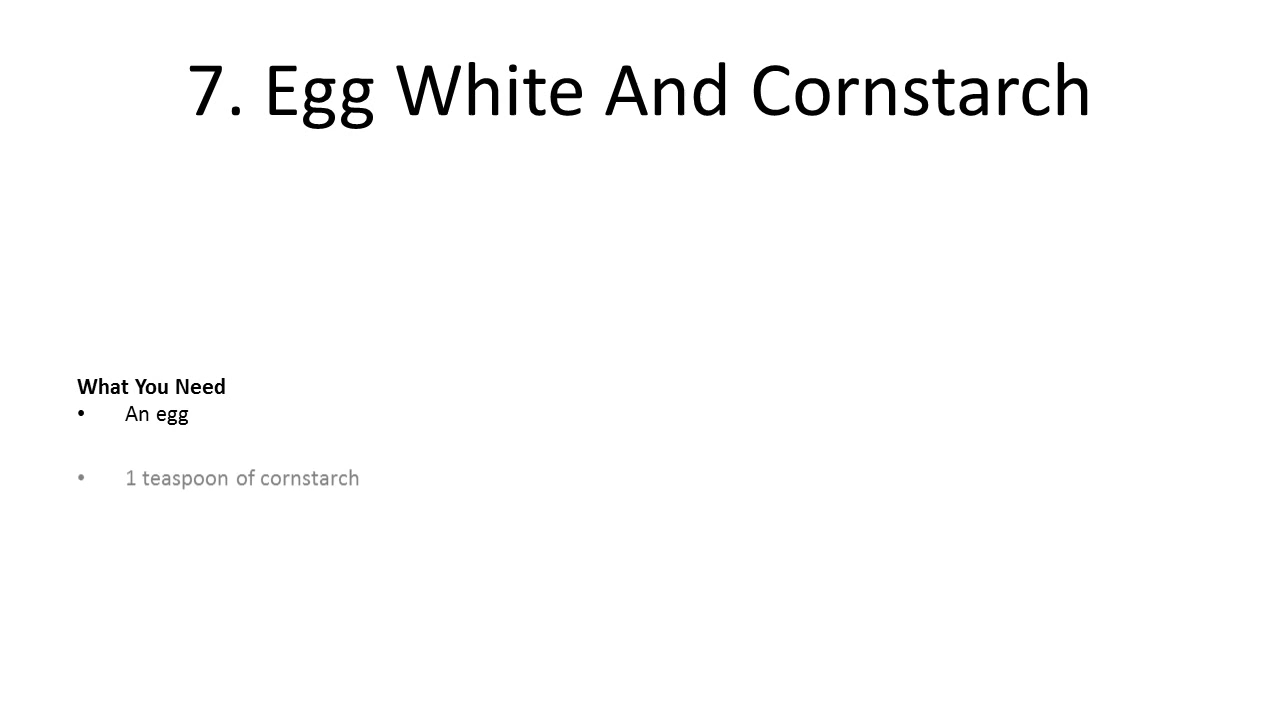 7. Egg White And Cornstarch
What You Need
• An egg
• 1 teaspoon of cornstarch